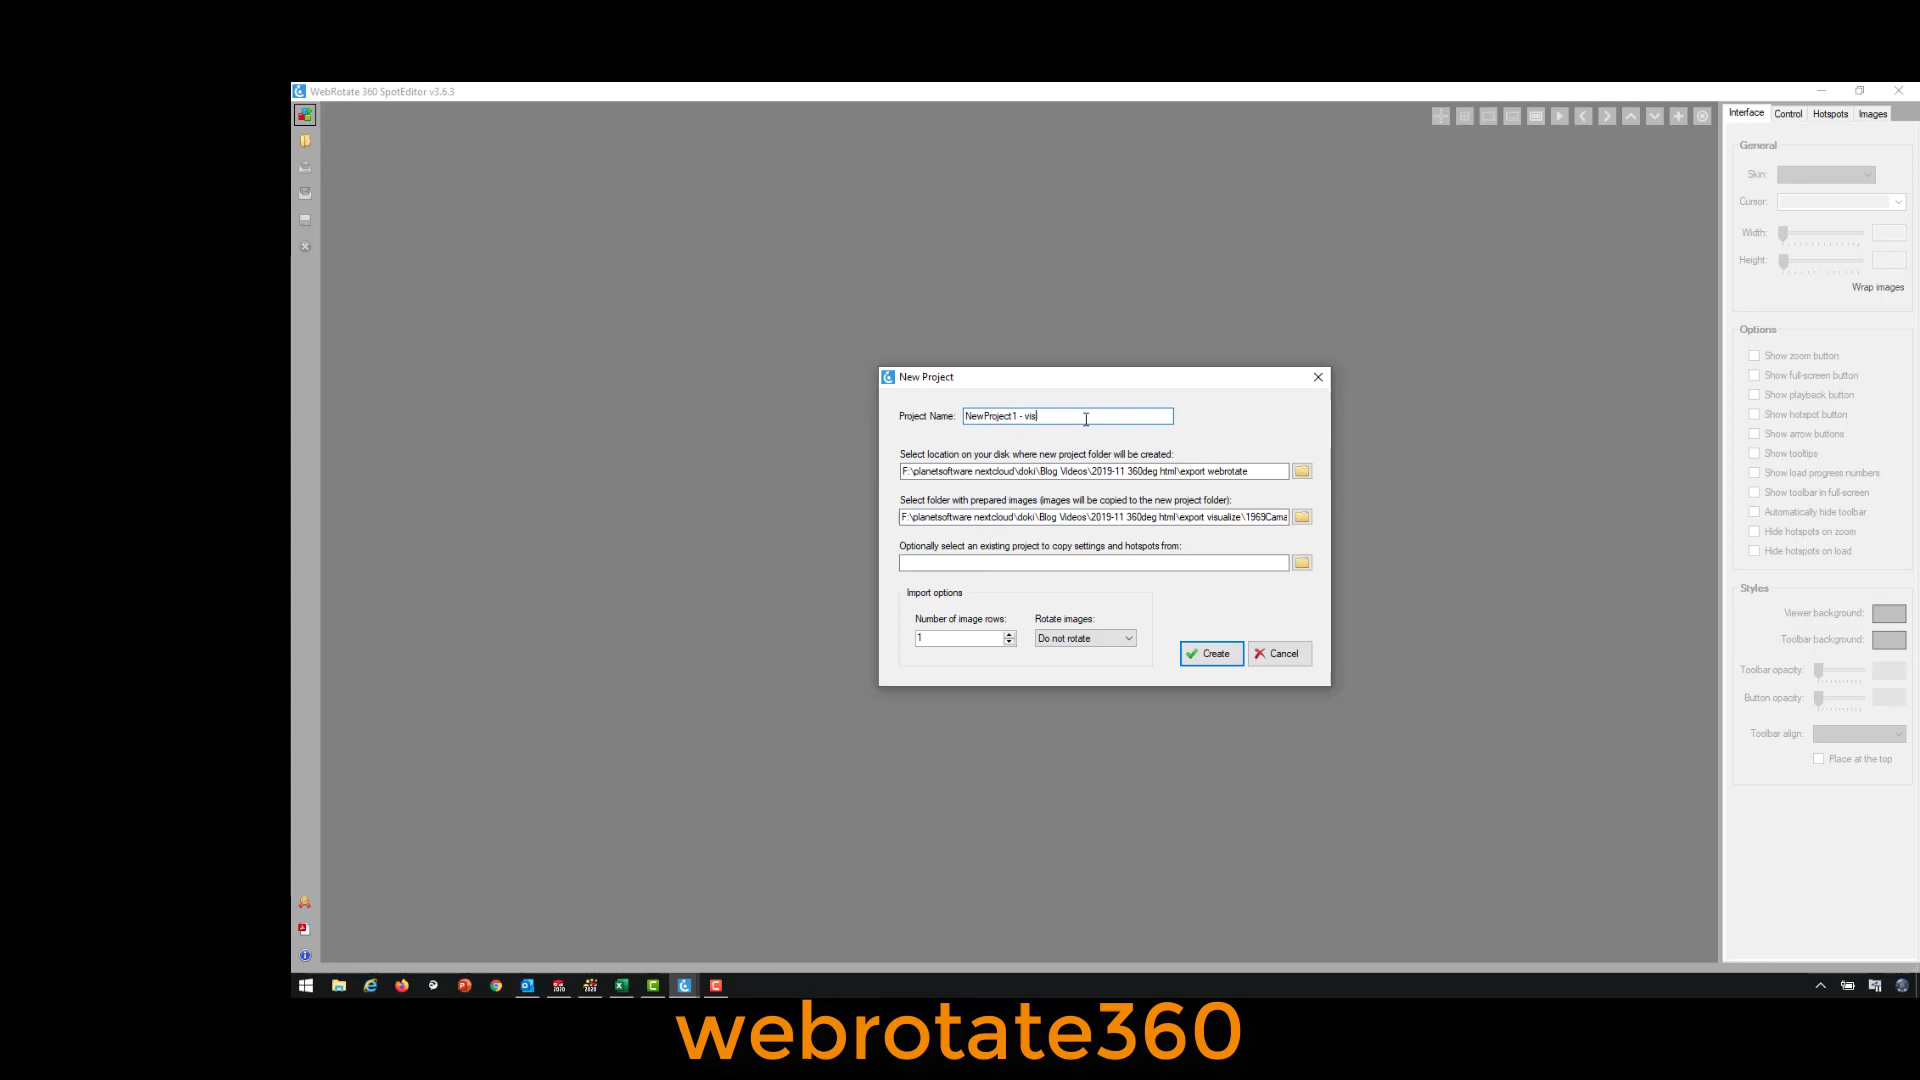 WebRotate 360 SpotEditor v3.6.3
Interface Control Hotspots Images
General
Skin:
Cursor:
Width:
Height:
Wrap images
Options
Show zoom button
Show full-screen button
Show playback button
Show hotspot button
Show arrow buttons
Show tooltips
Show load progress numbers
Show toolbar in full-screen
Automatically hide toolbar
Hide hotspots on zoom
Hide hotspots on load
Styles
Viewer background:
Toolbar background:
Toolbar opacity:
Button opacity:
Toolbar align:
Place at the top
New Project
Project Name: NewProject1 - vis
Select location on your disk where new project folder will be created:
F:\planetsoftware nextcloud\doki\Blog Videos\2019-11 360deg html\export webrotate
Select folder with prepared images (images will be copied to the new project folder):
F:\planetsoftware nextcloud\doki\Blog Videos\2019-11 360deg html\export visualize\1969Cama
Optionally select an existing project to copy settings and hotspots from:
Import options
Number of image rows: Rotate images:
1 Do not rotate
Create Cancel
webrotate360